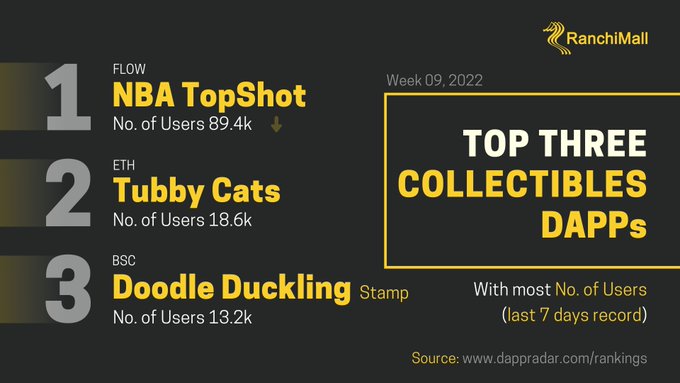 RanchiMall
1
FLOW
NBA TopShot
No. of Users 89.4k
2
ETH
Tubby Cats
No. of Users 18.6k
3
BSC
Doodle Duckling Stamp
No. of Users 13.2k
Week 09, 2022
TOP THREE
COLLECTIBLES
DAPPs
With most No. of Users
(last 7 days record)
Source: www.dappradar.com/rankings